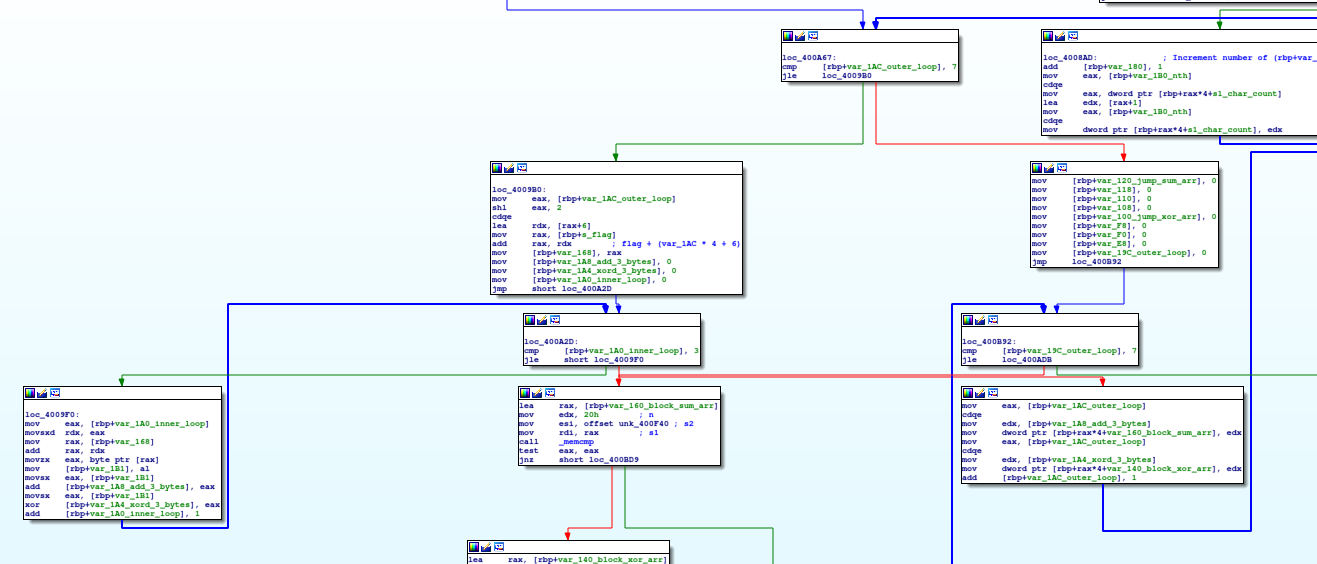 loc_400A67:
cmp [rbp+var_1AC_outer_loop], 7
jle loc_4009B0
loc_4008AD: ; Increment number of (rbp+var_
add [rbp+var_180], 1
mov eax, [rbp+var_1B0_nth]
cdqe
mov eax, dword ptr [rbp+rax*4+s1_char_count]
lea edx, [rax+1]
mov eax, [rbp+var_1B0_nth]
cdqe
mov dword ptr [rbp+rax*4+s1_char_count], edx
loc_4009B0:
mov eax, [rbp+var_1AC_outer_loop]
shl eax, 2
cdqe
lea rdx, [rax+6]
mov rax, [rbp+s_flag]
add rax, rdx ; flag + (var_1AC * 4 + 6)
mov [rbp+var_168], rax
mov [rbp+var_1A8_add_3_bytes], 0
mov [rbp+var_1A4_xord_3_bytes], 0
mov [rbp+var_1A0_inner_loop], 0
jmp short loc_400A2D
mov [rbp+var_120_jump_sum_arr], 0
mov [rbp+var_118], 0
mov [rbp+var_110], 0
mov [rbp+var_108], 0
mov [rbp+var_100_jump_xor_arr], 0
mov [rbp+var_F8], 0
mov [rbp+var_F0], 0
mov [rbp+var_E8], 0
mov [rbp+var_19C_outer_loop], 0
jmp loc_400B92
loc_400A2D:
cmp [rbp+var_1A0_inner_loop], 3
jle short loc_4009F0
loc_400B92:
cmp [rbp+var_19C_outer_loop], 7
jle loc_400ADB
loc_4009F0:
mov eax, [rbp+var_1A0_inner_loop]
movsxd rdx, eax
mov rax, [rbp+var_168]
add rax, rdx
movzx eax, byte ptr [rax]
mov [rbp+var_1B1], al
movsx eax, [rbp+var_1B1]
add [rbp+var_1A8_add_3_bytes], eax
movsx eax, [rbp+var_1B1]
xor [rbp+var_1A4_xord_3_bytes], eax
add [rbp+var_1A0_inner_loop], 1
lea rax, [rbp+var_160_block_sum_arr]
mov edx, 20h ; n
mov esi, offset unk_400F40 ; s2
mov rdi, rax ; s1
call _memcmp
test eax, eax
jnz short loc_400BD9
mov eax, [rbp+var_1AC_outer_loop]
cdqe
mov edx, [rbp+var_1A8_add_3_bytes]
mov dword ptr [rbp+rax*4+var_160_block_sum_arr], edx
mov eax, [rbp+var_1AC_outer_loop]
cdqe
mov edx, [rbp+var_1A4_xord_3_bytes]
mov dword ptr [rbp+rax*4+var_140_block_xor_arr], edx
add [rbp+var_1AC_outer_loop], 1
lea rax, [rbp+var_140_block_xor_arr]